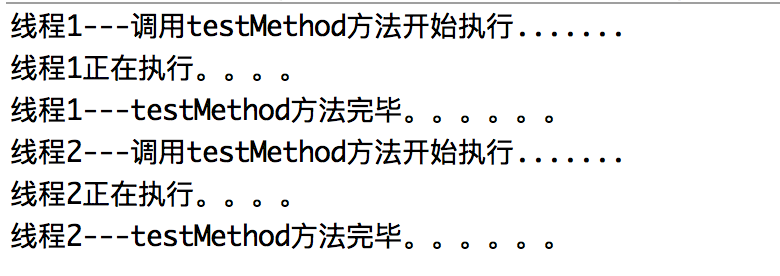 线程1---调用testMethod方法开始执行.......
线程1正在执行。。。。
线程1---testMethod方法完毕。。。。。。
线程2---调用testMethod方法开始执行.......
线程2正在执行。。。。
线程2---testMethod方法完毕。。。。。。